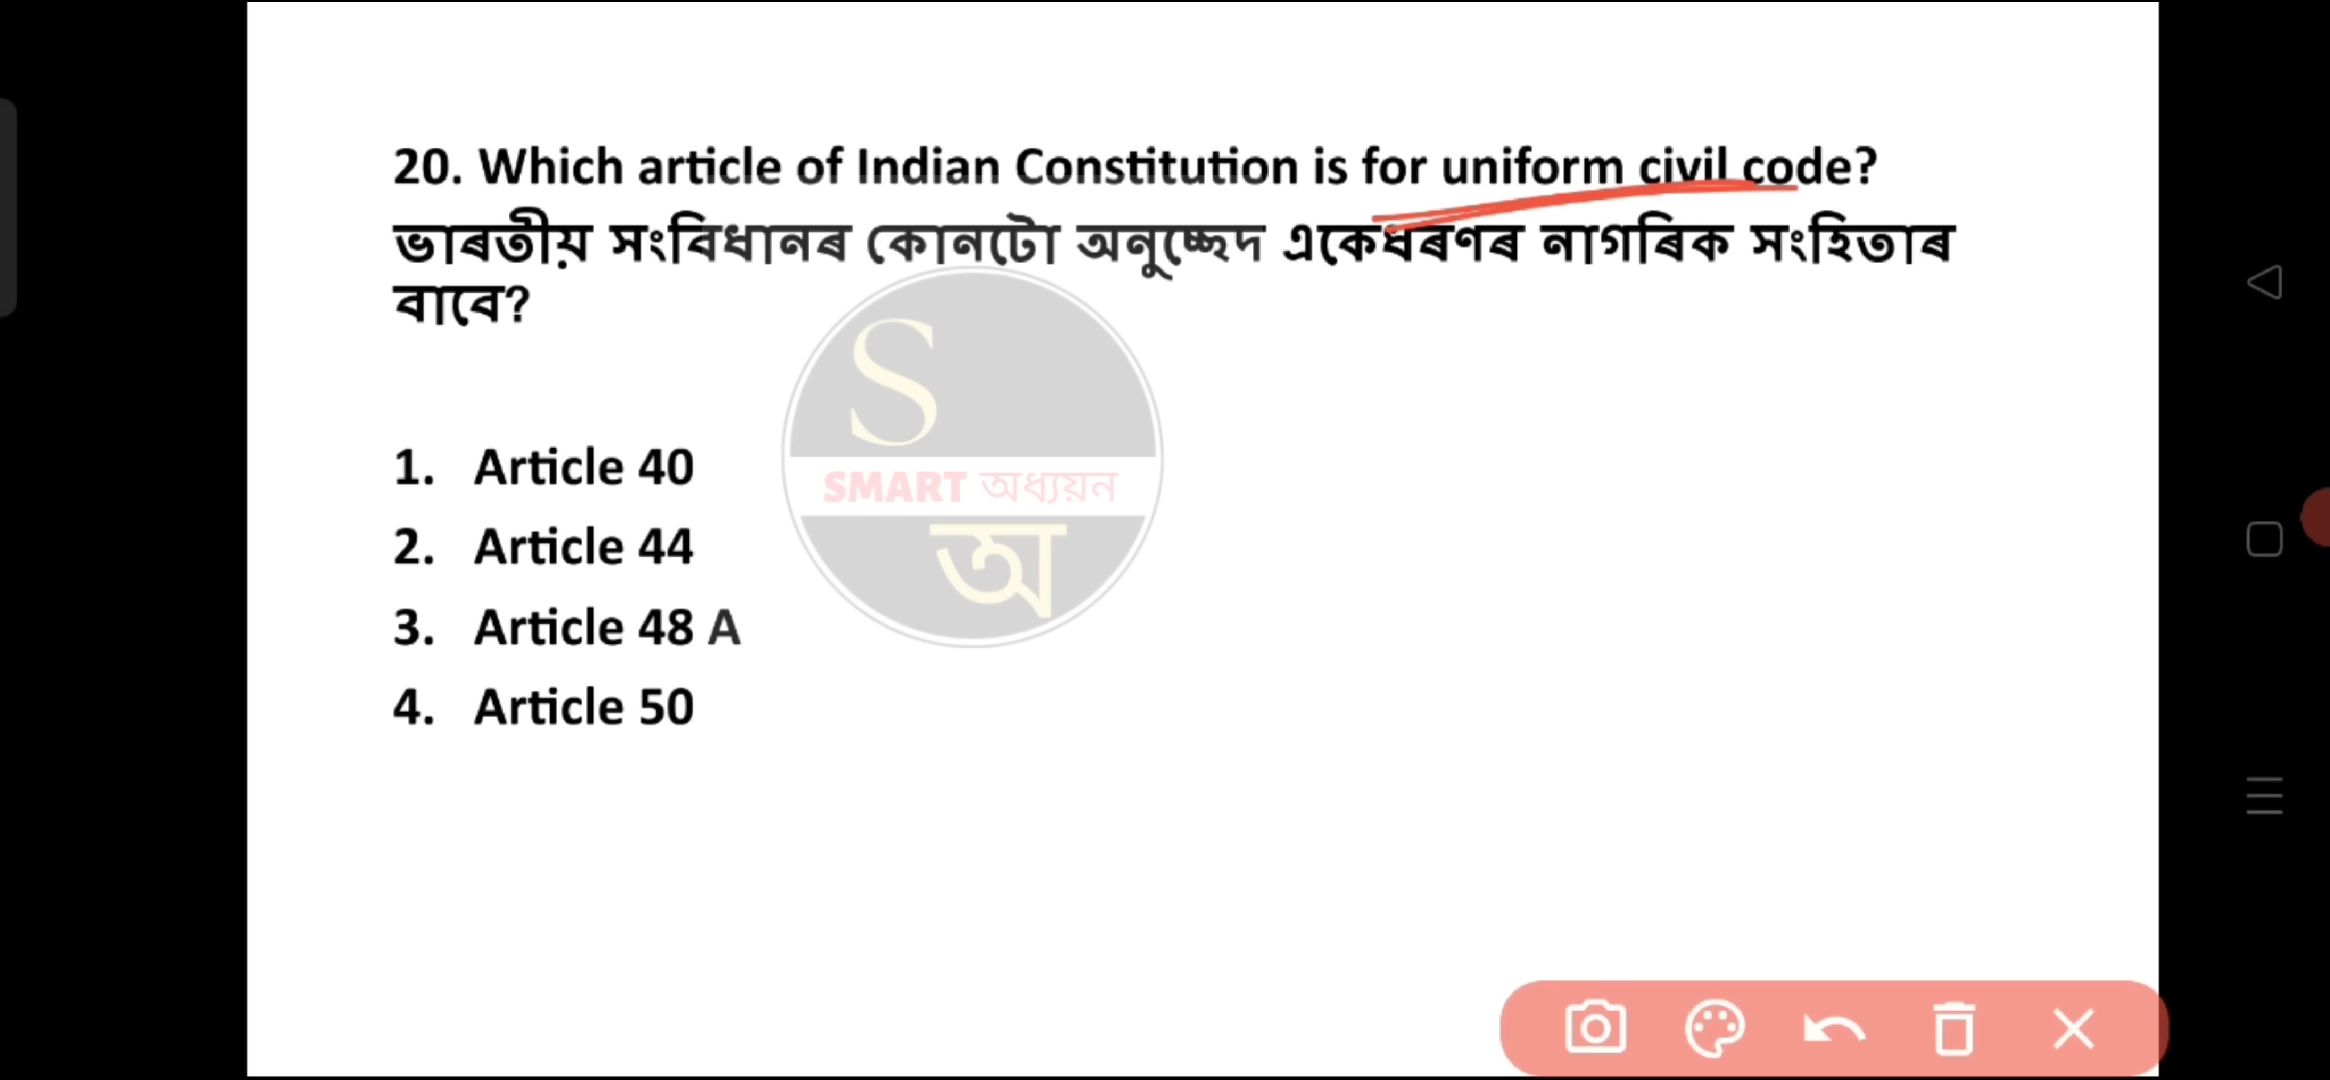 20. Which article of Indian Constitution is for uniform civil code?
ভাৰতীয় সংবিধানৰ কোনটো অনুচ্ছেদ একেধৰণৰ নাগৰিক সংহিতাৰ
বাবে?
S
SMART অধ্যয়ন
অ
1. Article 40
2. Article 44
3. Article 48 A
4. Article 50